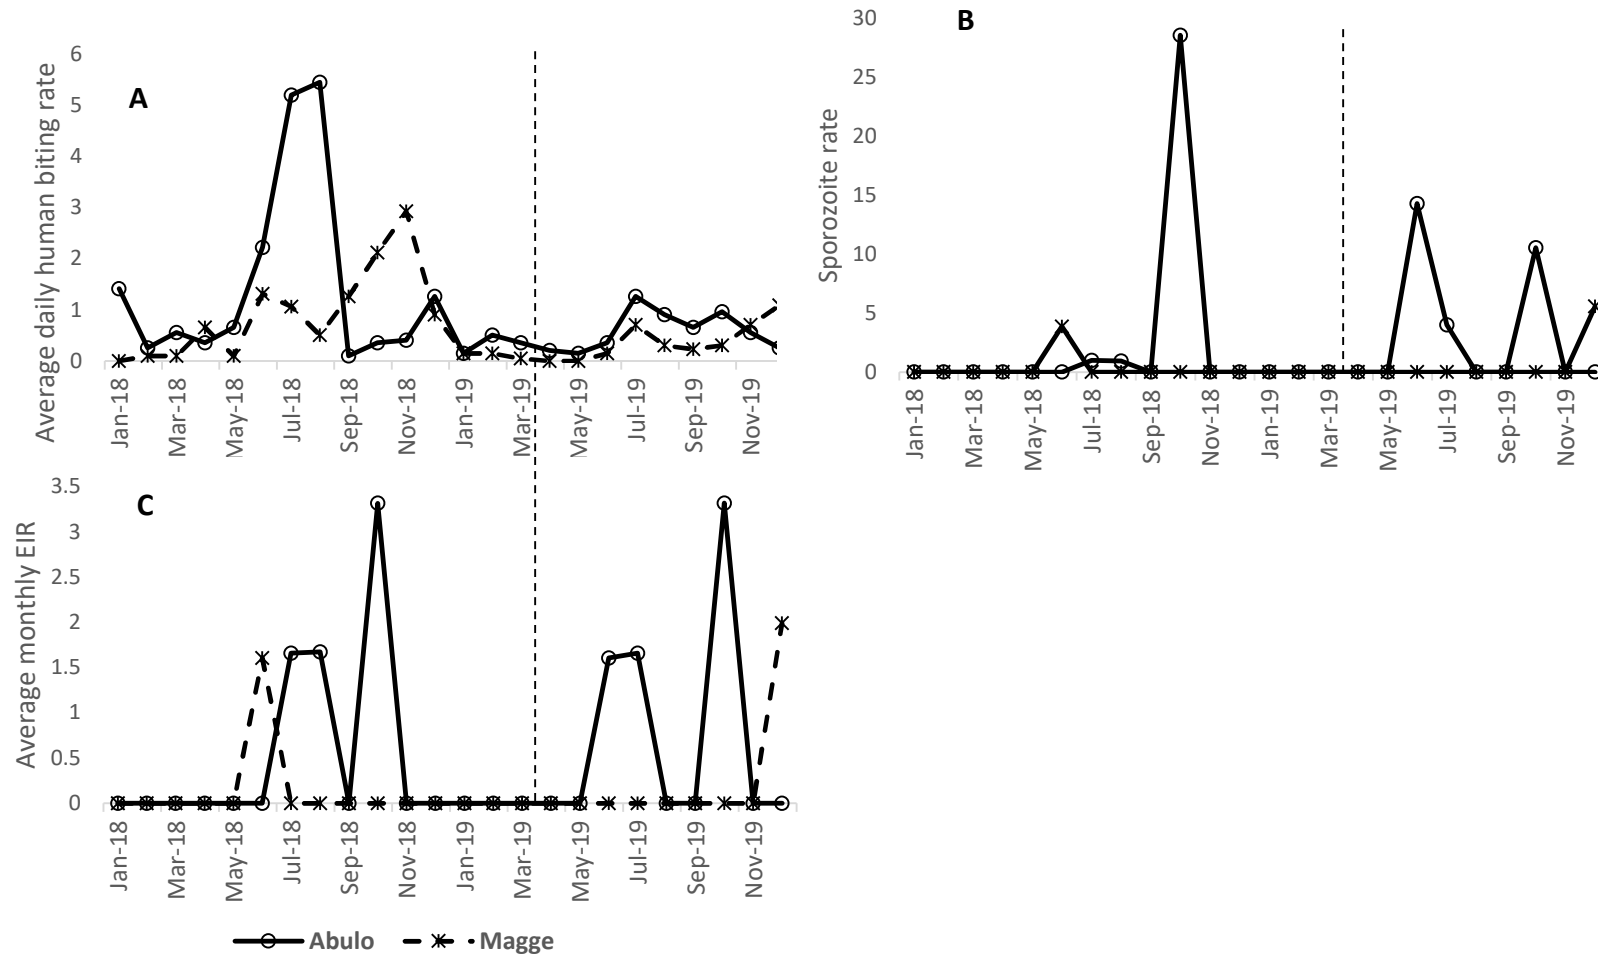 A
Average daily human biting rate
6
5
4
3
2
1
0
Jan-18
Mar-18
May-18
Jul-18
Sep-18
Nov-18
Jan-19
Mar-19
May-19
Jul-19
Sep-19
Nov-19
B
Sporozoite rate
30
25
20
15
10
5
0
Jan-18
Mar-18
May-18
Jul-18
Sep-18
Nov-18
Jan-19
Mar-19
May-19
Jul-19
Sep-19
Nov-19
C
Average monthly EIR
3.5
3
2.5
2
1.5
1
0.5
0
Jan-18
Mar-18
May-18
Jul-18
Sep-18
Nov-18
Jan-19
Mar-19
May-19
Jul-19
Sep-19
Nov-19
Abulo Magge